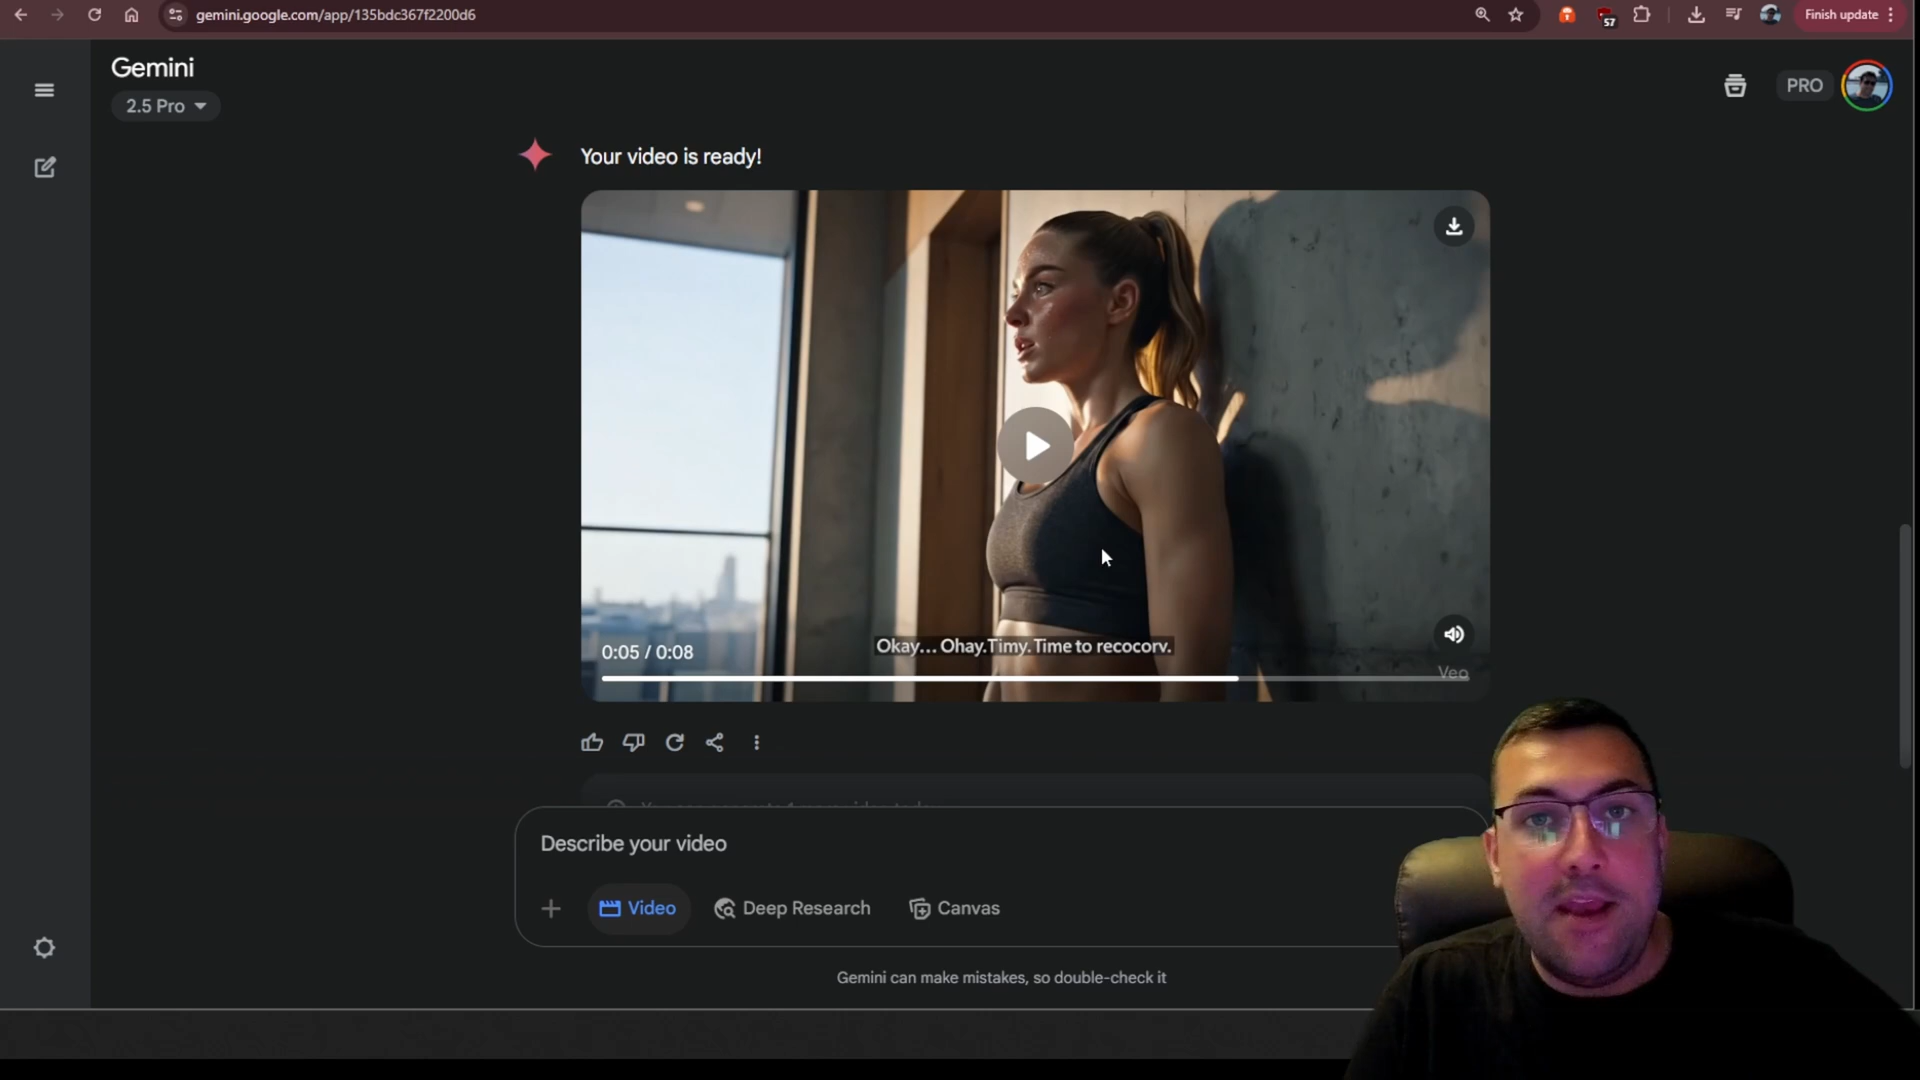 gemini.google.com/app/135bdc367f2200d6
57
Finish update
Gemini
2.5 Pro
PRO
Your video is ready!
Okay... Ohay.Timy.Time to recocorv.
0:05 / 0:08
Veo
Describe your video
Video
Deep Research
Canvas
Gemini can make mistakes, so double-check it